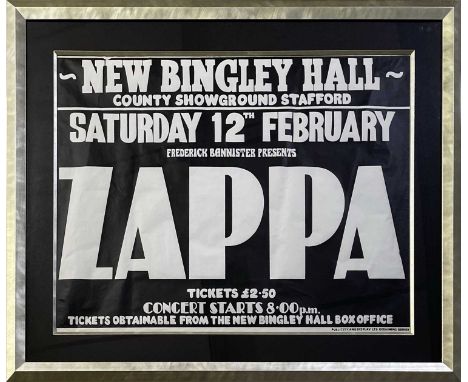 ~ NEW BINGLEY HALL ~
COUNTY SHOWGROUND STAFFORD
SATURDAY 12TH FEBRUARY
FREDERICK BANNISTER PRESENTS
ZAPPA
TICKETS £2·50
CONCERT STARTS 8·00p.m.
TICKETS OBTAINABLE FROM THE NEW BINGLEY HALL BOX OFFICE